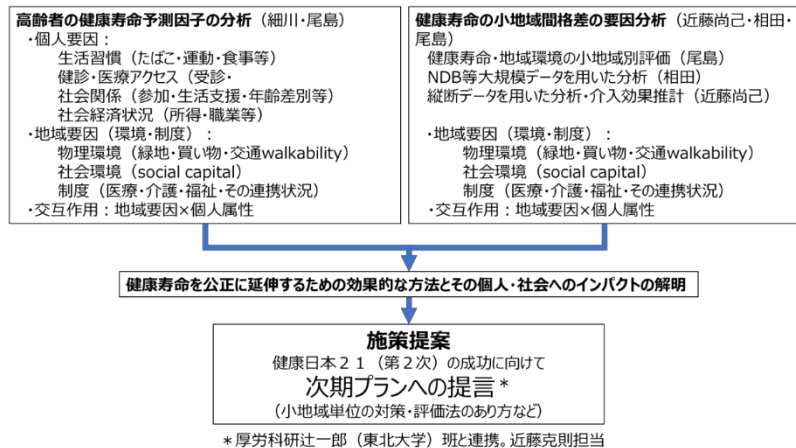 高齢者の健康寿命予測因子の分析（細川・尾島）
・個人要因：
生活習慣（たばこ・運動・食事等）
健診・医療アクセス（受診・
社会関係（参加・生活支援・年齢差別等）
社会経済状況（所得・職業等）
・地域要因（環境・制度）：
物理環境（緑地・買い物・交通walkability）
社会環境（social capital）
制度（医療・介護・福祉・その連携状況）
・交互作用：地域要因×個人属性
健康寿命の小地域間格差の要因分析（近藤尚己・相田・
尾島）
健康寿命・地域環境の小地域別評価（尾島）
NDB等大規模データを用いた分析（相田）
縦断データを用いた分析・介入効果推計（近藤尚己）
・地域要因（環境・制度）：
物理環境（緑地・買い物・交通walkability）
社会環境（social capital）
制度（医療・介護・福祉・その連携状況）
・交互作用：地域要因×個人属性
健康寿命を公正に延伸するための効果的な方法とその個人・社会へのインパクトの解明
施策提案
健康日本２１（第２次）の成功に向けて
次期プランへの提言*
（小地域単位の対策・評価法のあり方など）
*厚労科研辻一郎（東北大学）班と連携。近藤克則担当